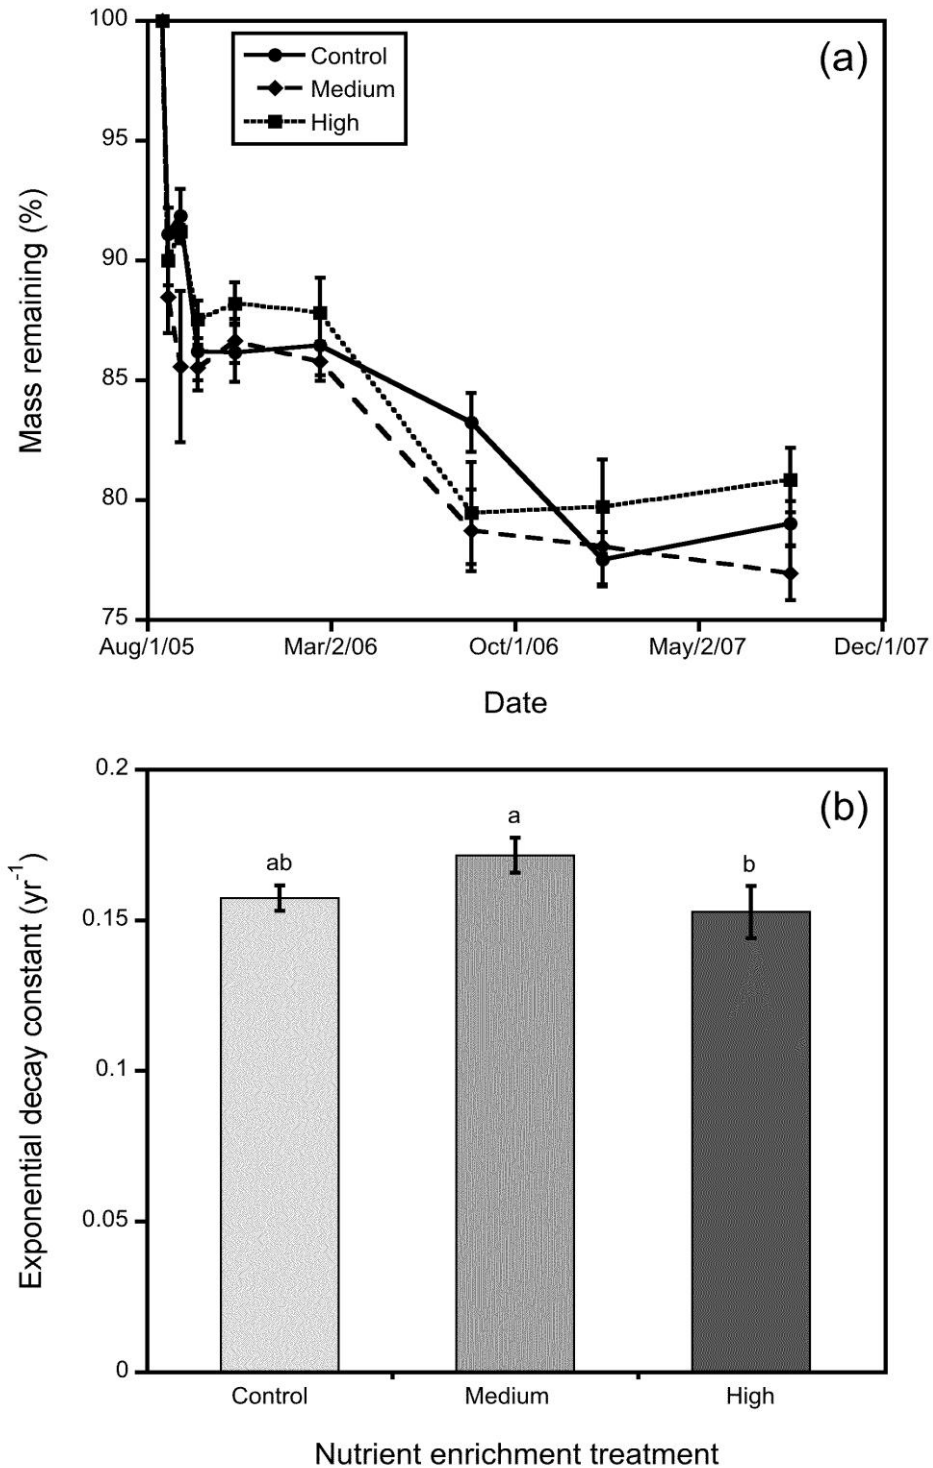 100
95
90
85
80
75
Mass remaining (%)
Control
Medium
High
(a)
Aug/1/05 Mar/2/06 Oct/1/06 May/2/07 Dec/1/07
Date
0.2
0.15
0.1
0.05
0
Exponential decay constant (yr-1)
(b)
ab
a
b
Control Medium High
Nutrient enrichment treatment